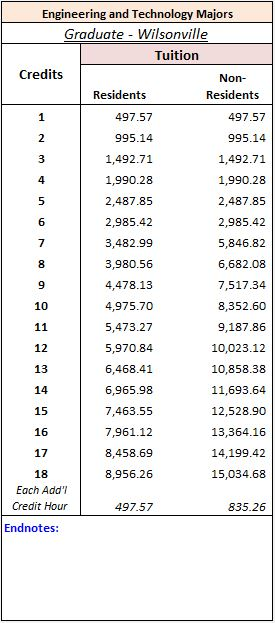 Engineering and Technology Majors
Graduate - Wilsonville
Credits
Tuition
Residents Non-
Residents
1 497.57 497.57
2 995.14 995.14
3 1,492.71 1,492.71
4 1,990.28 1,990.28
5 2,487.85 2,487.85
6 2,985.42 2,985.42
7 3,482.99 5,846.82
8 3,980.56 6,682.08
9 4,478.13 7,517.34
10 4,975.70 8,352.60
11 5,473.27 9,187.86
12 5,970.84 10,023.12
13 6,468.41 10,858.38
14 6,965.98 11,693.64
15 7,463.55 12,528.90
16 7,961.12 13,364.16
17 8,458.69 14,199.42
18 8,956.26 15,034.68
Each Add'l
Credit Hour 497.57 835.26
Endnotes: